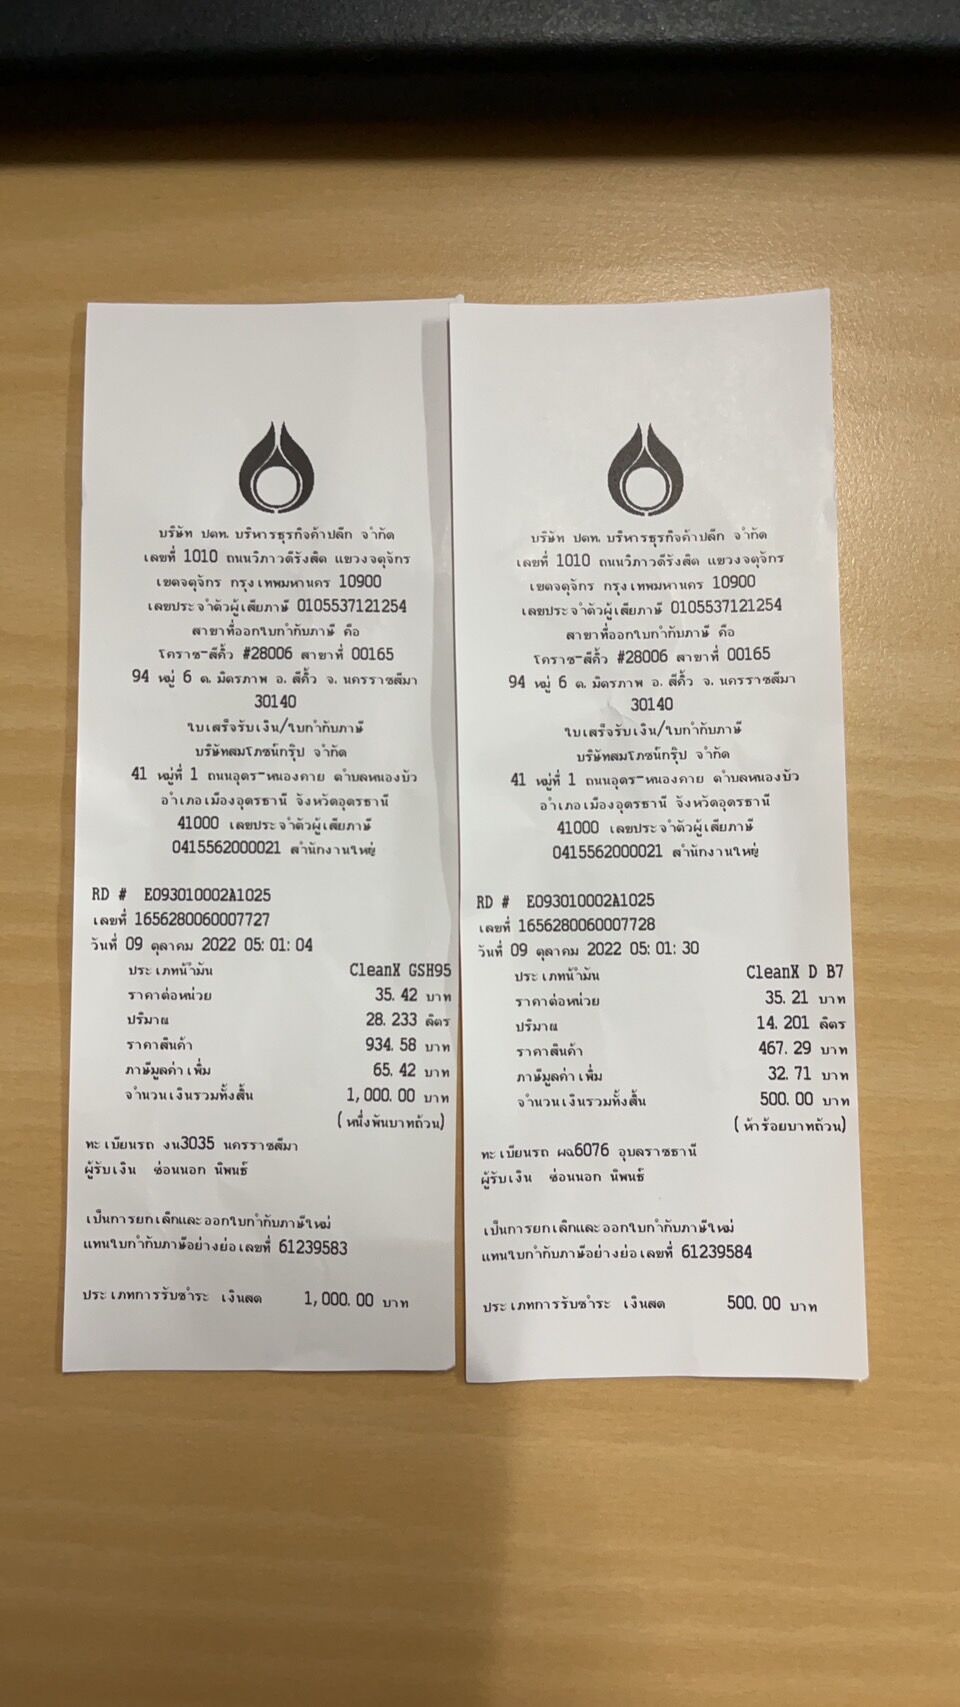 บริษัท ปตท. บริหารธุรกิจค้าปลีก จำกัด
เลขที่ 1010 ถนนวิภาวดีรังสิต แขวงจตุจักร
เขตจตุจักร กรุงเทพมหานคร 10900
เลขประจำตัวผู้เสียภาษี 0105537121254
สาขาที่ออกใบกำกับภาษี คือ
โคราช-สีคิ้ว #28006 สาขาที่ 00165
94 หมู่ 6 ต. มิตรภาพ อ. สีคิ้ว จ. นครราชสีมา
30140
ใบเสร็จรับเงิน/ใบกำกับภาษี
บริษัทสมโภชน์กรุ๊ป จำกัด
41 หมู่ที่ 1 ถนนอุดร-หนองคาย ตำบลหนองบัว
อำเภอเมืองอุดรธานี จังหวัดอุดรธานี
41000 เลขประจำตัวผู้เสียภาษี
0415562000021 สำนักงานใหญ่
RD # E093010002A1025
เลขที่ 1656280060007727
วันที่ 09 ตุลาคม 2022 05:01:04
ประเภทน้ำมัน CleanX GSH95
ราคาต่อหน่วย 35.42 บาท
ปริมาณ 28.233 ลิตร
ราคาสินค้า 934.58 บาท
ภาษีมูลค่าเพิ่ม 65.42 บาท
จำนวนเงินรวมทั้งสิ้น 1,000.00 บาท
(หนึ่งพันบาทถ้วน)
ทะเบียนรถ งน3035 นครราชสีมา
ผู้รับเงิน ซ่อนนอก นิพนธ์
เป็นการยกเลิกและออกใบกำกับภาษีใหม่
แทนใบกำกับภาษีอย่างย่อเลขที่ 61239583
ประเภทการรับชำระ เงินสด 1,000.00 บาท
บริษัท ปตท. บริหารธุรกิจค้าปลีก จำกัด
เลขที่ 1010 ถนนวิภาวดีรังสิต แขวงจตุจักร
เขตจตุจักร กรุงเทพมหานคร 10900
เลขประจำตัวผู้เสียภาษี 0105537121254
สาขาที่ออกใบกำกับภาษี คือ
โคราช-สีคิ้ว #28006 สาขาที่ 00165
94 หมู่ 6 ต. มิตรภาพ อ. สีคิ้ว จ. นครราชสีมา
30140
ใบเสร็จรับเงิน/ใบกำกับภาษี
บริษัทสมโภชน์กรุ๊ป จำกัด
41 หมู่ที่ 1 ถนนอุดร-หนองคาย ตำบลหนองบัว
อำเภอเมืองอุดรธานี จังหวัดอุดรธานี
41000 เลขประจำตัวผู้เสียภาษี
0415562000021 สำนักงานใหญ่
RD # E093010002A1025
เลขที่ 1656280060007728
วันที่ 09 ตุลาคม 2022 05:01:30
ประเภทน้ำมัน CleanX D B7
ราคาต่อหน่วย 35.21 บาท
ปริมาณ 14.201 ลิตร
ราคาสินค้า 467.29 บาท
ภาษีมูลค่าเพิ่ม 32.71 บาท
จำนวนเงินรวมทั้งสิ้น 500.00 บาท
(ห้าร้อยบาทถ้วน)
ทะเบียนรถ ผฉ6076 อุบลราชธานี
ผู้รับเงิน ซ่อนนอก นิพนธ์
เป็นการยกเลิกและออกใบกำกับภาษีใหม่
แทนใบกำกับภาษีอย่างย่อเลขที่ 61239584
ประเภทการรับชำระ เงินสด 500.00 บาท